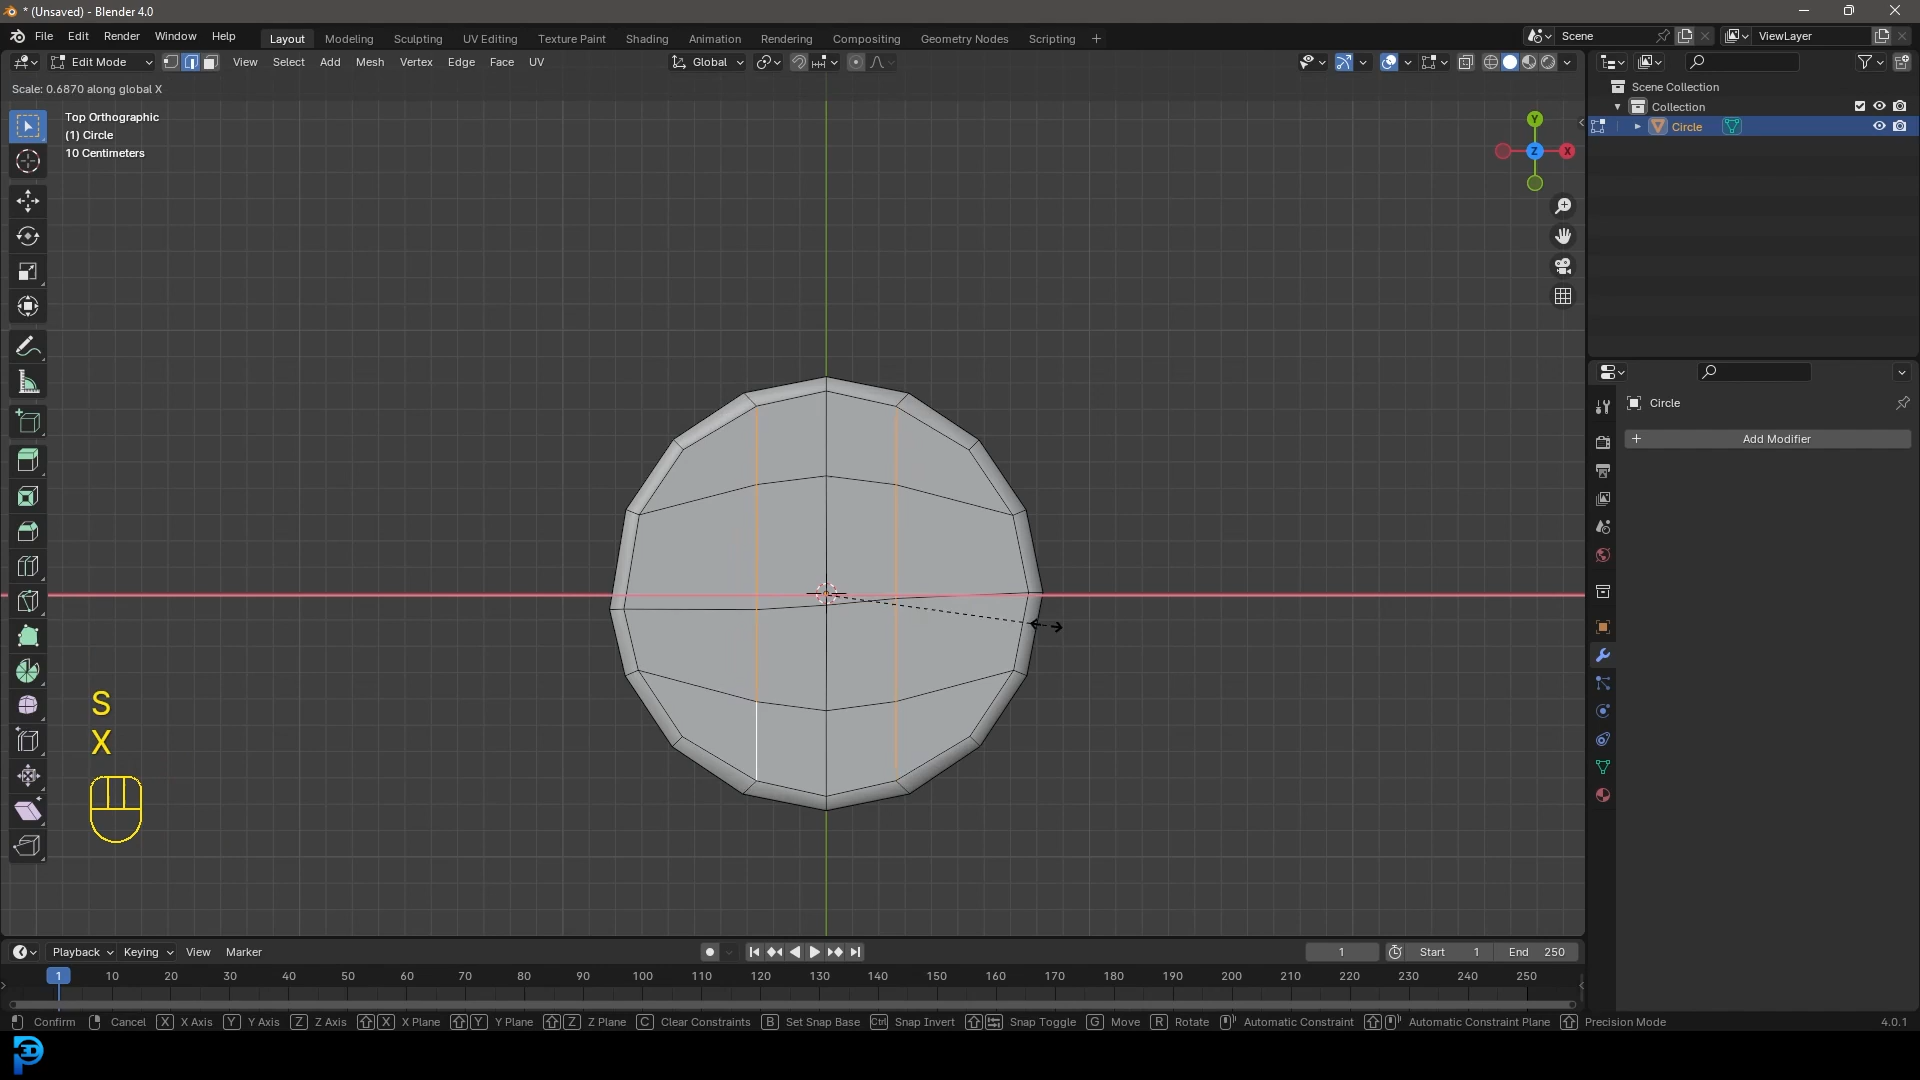 * (Unsaved) - Blender 4.0
File Edit Render Window Help Layout Modeling Sculpting UV Editing Texture Paint Shading Animation Rendering Compositing Geometry Nodes Scripting + Scene ViewLayer
Edit Mode View Select Add Mesh Vertex Edge Face UV Global
Scale: 0.6870 along global X
Top Orthographic
(1) Circle
10 Centimeters
Y
X
Z
Scene Collection
Collection
Circle
Circle
+ Add Modifier
S
X
Playback Keying View Marker 1 Start 1 End 250
1 10 20 30 40 50 60 70 80 90 100 110 120 130 140 150 160 170 180 190 200 210 220 230 240 250
Confirm Cancel X X Axis Y Y Axis Z Z Axis X X Plane Y Y Plane Z Z Plane C Clear Constraints B Set Snap Base Ctrl Snap Invert Snap Toggle G Move R Rotate Automatic Constraint Automatic Constraint Plane Precision Mode 4.0.1
3D